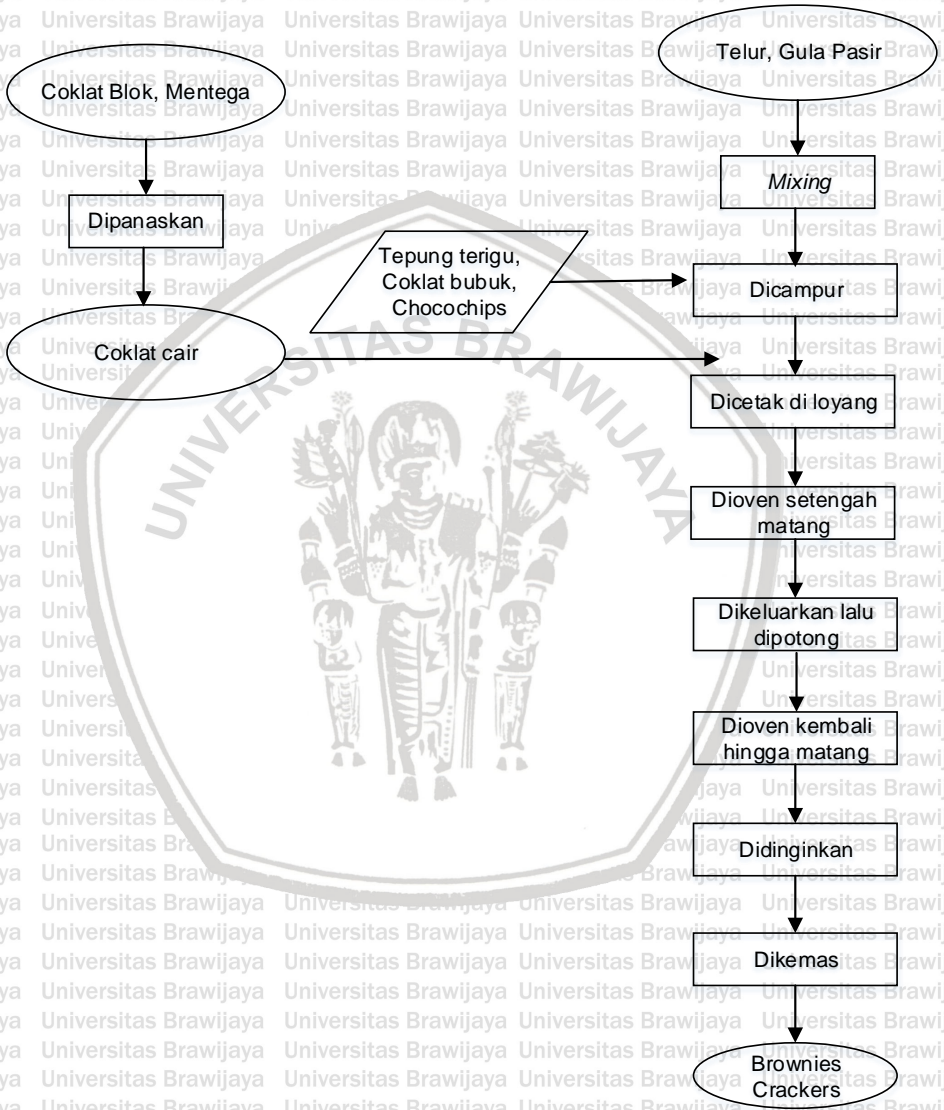 Coklat Blok, Mentega
Dipanaskan
Coklat cair
Telur, Gula Pasir
Mixing
Tepung terigu,
Coklat bubuk,
Chocochips
Dicampur
Dicetak di loyang
Dioven setengah
matang
Dikeluarkan lalu
dipotong
Dioven kembali
hingga matang
Didinginkan
Dikemas
Brownies
Crackers
UNIVERSITAS BRAWIJAYA
Universitas Brawijaya